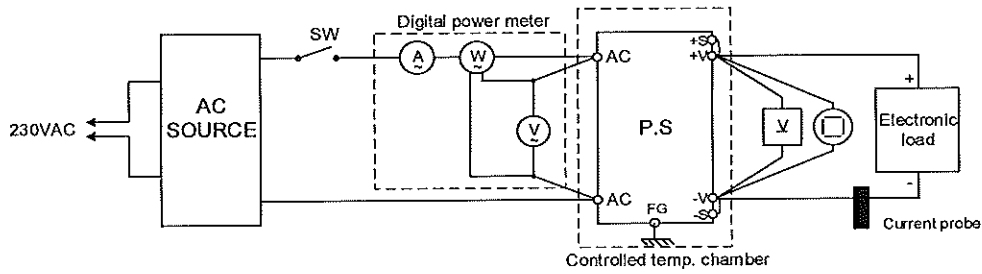 Digital power meter
SW
A
W
AC
+S
+V
230VAC
AC
SOURCE
V
P.S
V
+
Electronic
load
-
AC
FG
-V
-S
Current probe
Controlled temp. chamber